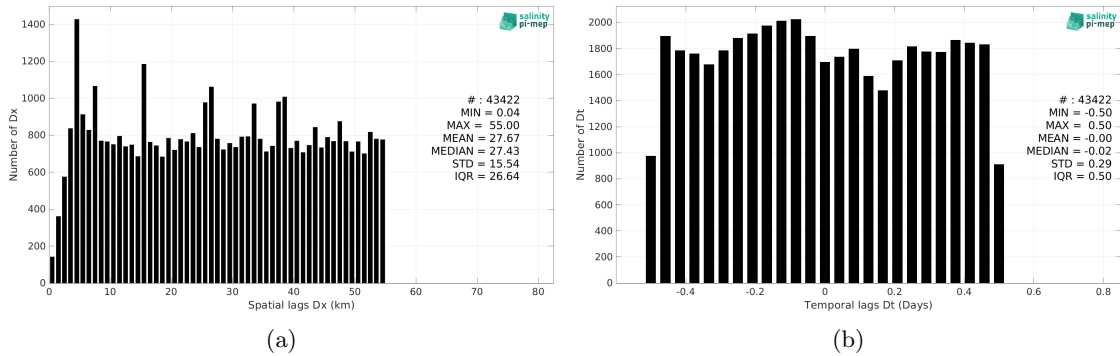 1400
1200
1000
800
600
400
200
0
Number of Dx
0 10 20 30 40 50 60 70 80
Spatial lags Dx (km)
salinity
pi-mep
# : 43422
MIN = 0.04
MAX = 55.00
MEAN = 27.67
MEDIAN = 27.43
STD = 15.54
IQR = 26.64
(a)
2000
1800
1600
1400
1200
1000
800
600
400
200
0
Number of Dt
-0.4 -0.2 0 0.2 0.4 0.6 0.8
Temporal lags Dt (Days)
salinity
pi-mep
# : 43422
MIN = -0.50
MAX = 0.50
MEAN = -0.00
MEDIAN = -0.02
STD = 0.29
IQR = 0.50
(b)